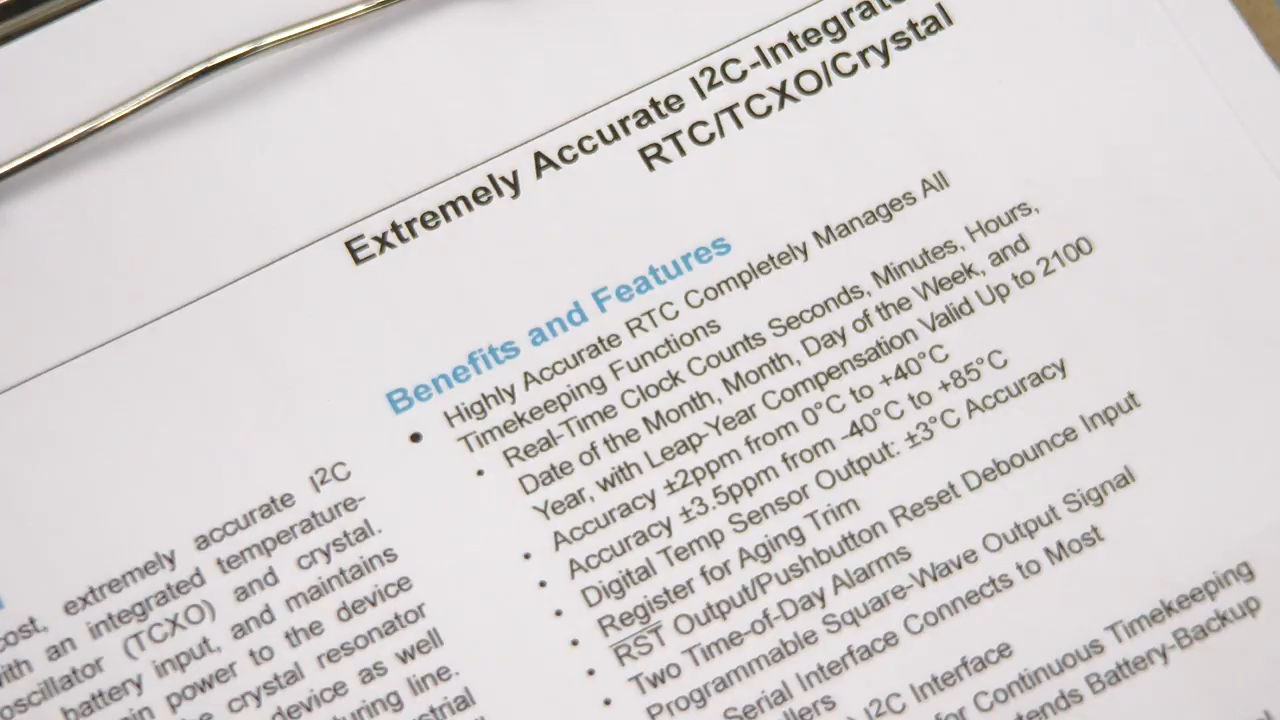 Extremely Accurate I2C-Integrate
RTC/TCXO/Crystal
cost, extremely accurate I2C
with an integrated temperature-
oscillator (TCXO) and crystal.
battery input, and maintains
power to the device
crystal resonator
device as well
line.
Benefits and Features
• Highly Accurate RTC Completely Manages All
Timekeeping Functions
• Real-Time Clock Counts Seconds, Minutes, Hours,
Date of the Month, Month, Day of the Week, and
Year, with Leap-Year Compensation Valid Up to 2100
• Accuracy ±2ppm from 0°C to +40°C
• Accuracy ±3.5ppm from -40°C to +85°C
• Digital Temp Sensor Output: ±3°C Accuracy
• Register for Aging Trim
• RST Output/Pushbutton Reset Debounce Input
• Two Time-of-Day Alarms
Programmable Square-Wave Output Signal
Serial Interface Connects to Most
I2C Interface
for Continuous Timekeeping
Battery-Backup